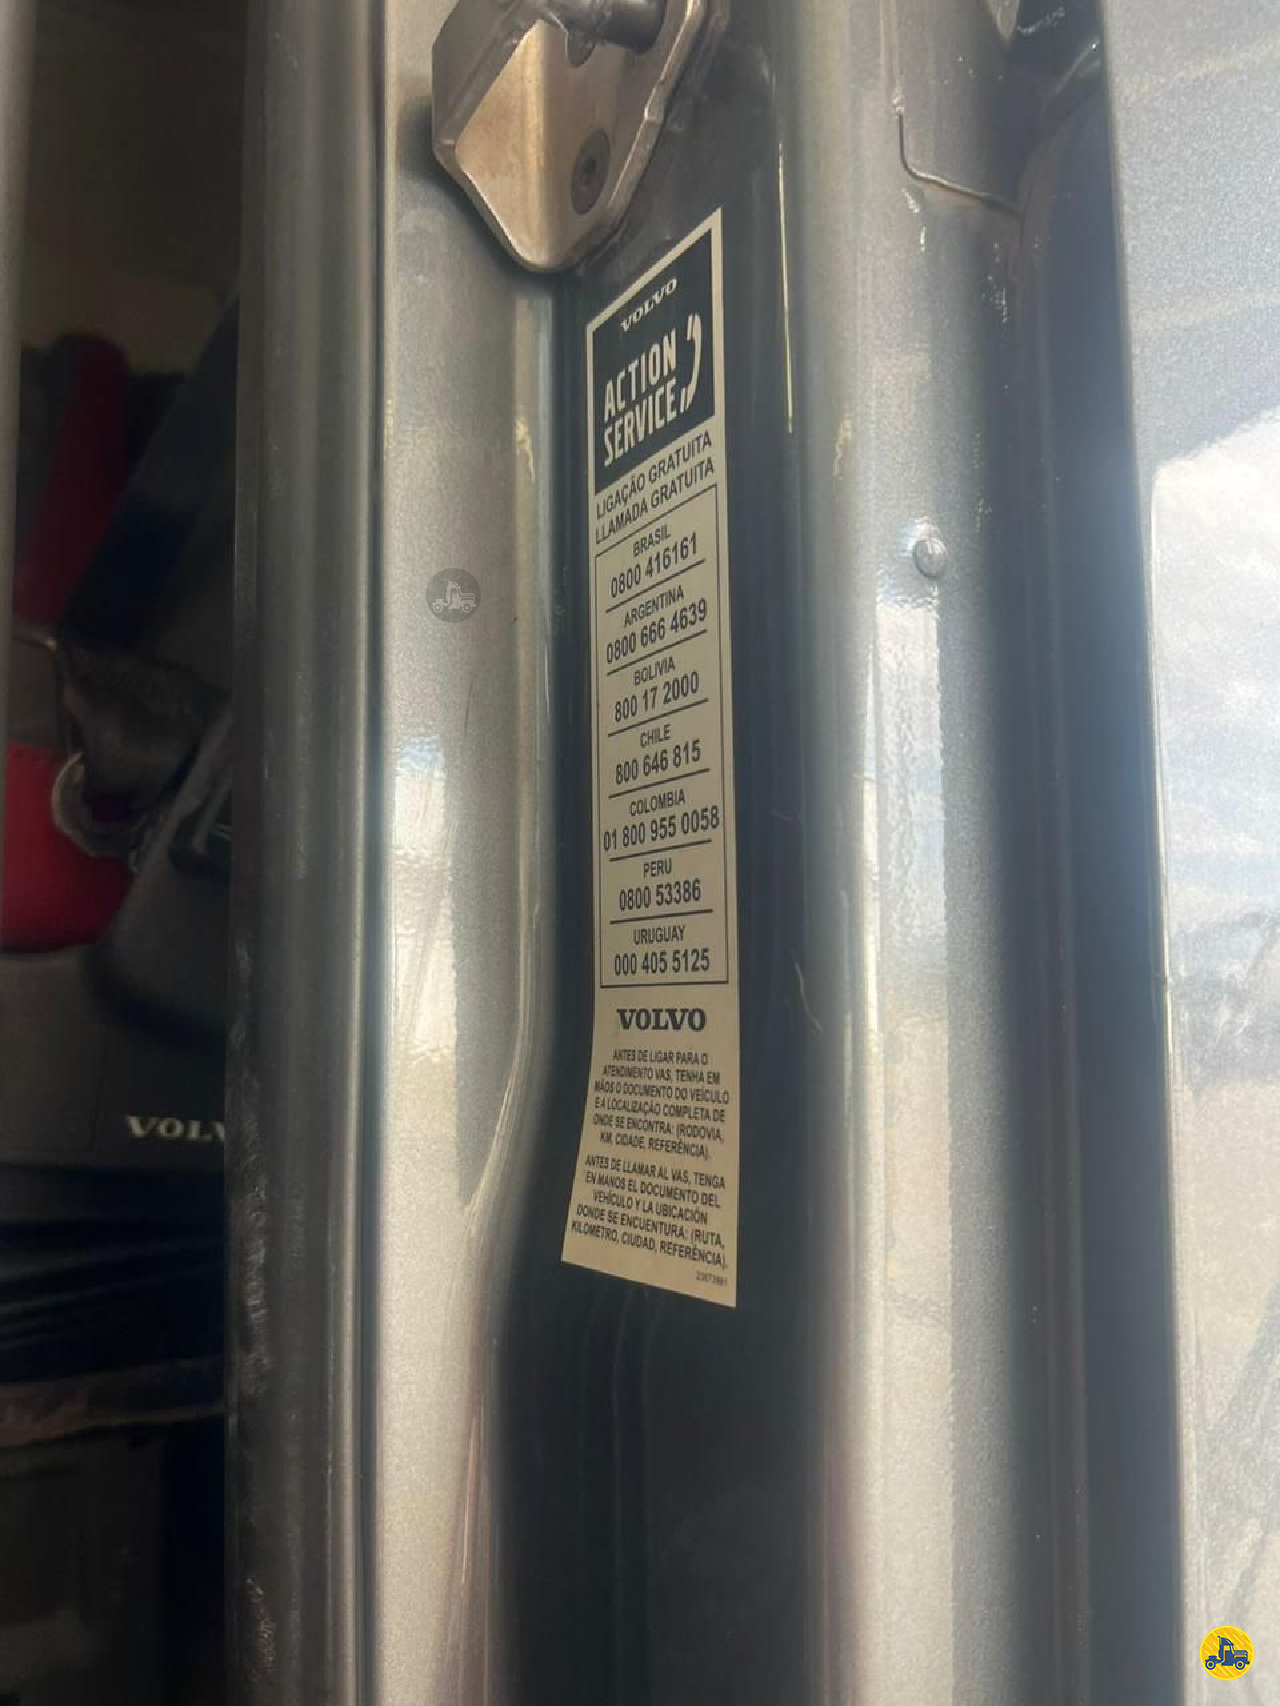 VOLVO
ACTION
SERVICE
LIGAÇÃO GRATUITA
LLAMADA GRATUITA
BRASIL
0800 416161
ARGENTINA
0800 666 4639
BOLIVIA
800 17 2000
CHILE
800 646 815
COLOMBIA
01 800 955 0058
PERU
0800 53386
URUGUAY
000 405 5125
VOLVO
ANTES DE LIGAR PARA O
ATENDIMENTO VAS, TENHA EM
MÃOS O DOCUMENTO DO VEÍCULO
E A LOCALIZAÇÃO COMPLETA DE
ONDE SE ENCONTRA: (RODOVIA,
KM, CIDADE, REFERÊNCIA).
ANTES DE LLAMAR AL VAS, TENGA
EN MANOS EL DOCUMENTO DEL
VEHÍCULO Y LA UBICACIÓN
DONDE SE ENCUENTURA: (RUTA,
KILOMETRO, CIUDAD, REFERÊNCIA).
VOLV